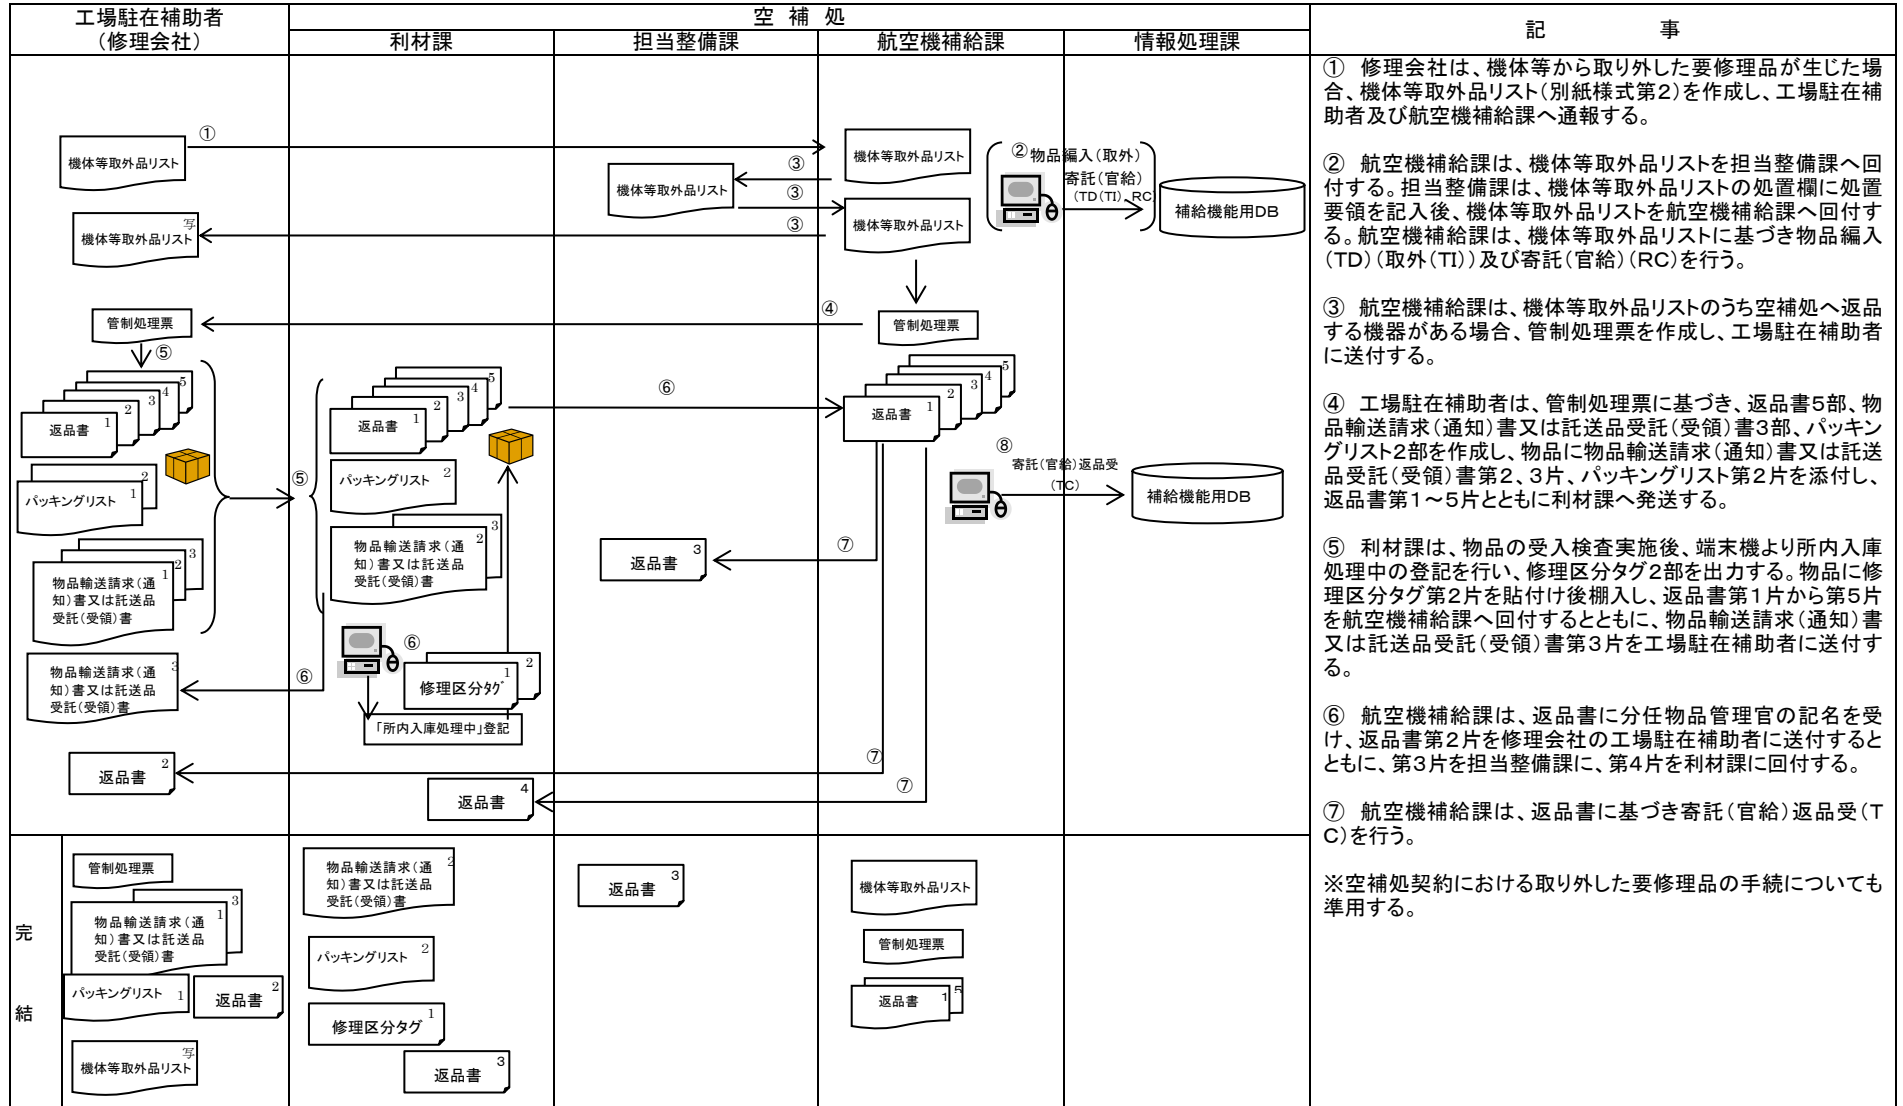 工場駐在補助者
(修理会社)
空 補 処
利材課
担当整備課
航空機補給課
情報処理課
記 事
機体等取外品リスト
①
機体等取外品リスト
③
機体等取外品リスト
③
③
機体等取外品リスト
②物品編入(取外)
寄託(官給)
(TD(TI)、RC)
補給機能用DB
写
機体等取外品リスト
管制処理票
④
管制処理票
⑤
返品書 1
2
3
4
5
パッキングリスト 1
2
物品輸送請求(通
知)書又は託送品
受託(受領)書
1
2
3
⑤
返品書 1
2
3
4
5
パッキングリスト 2
物品輸送請求(通
知)書又は託送品
受託(受領)書
2
3
⑥
返品書 1
2
3
4
5
⑧
寄託(官給)返品受
(TC)
補給機能用DB
⑦
返品書 3
物品輸送請求(通
知)書又は託送品
受託(受領)書
3
⑥
⑥
修理区分ﾀｸﾞ 1
2
「所内入庫処理中」登記
⑦
返品書 2
⑦
返品書 4
完
結
管制処理票
物品輸送請求(通
知)書又は託送品
受託(受領)書
1
3
パッキングリスト 1
返品書 2
写
機体等取外品リスト
物品輸送請求(通
知)書又は託送品
受託(受領)書
2
パッキングリスト 2
修理区分タグ 1
返品書 3
返品書 3
機体等取外品リスト
管制処理票
返品書 1
5
① 修理会社は、機体等から取り外した要修理品が生じた場
合、機体等取外品リスト(別紙様式第2)を作成し、工場駐在補
助者及び航空機補給課へ通報する。
② 航空機補給課は、機体等取外品リストを担当整備課へ回
付する。担当整備課は、機体等取外品リストの処置欄に処置
要領を記入後、機体等取外品リストを航空機補給課へ回付す
る。航空機補給課は、機体等取外品リストに基づき物品編入
(TD)(取外(TI))及び寄託(官給)(RC)を行う。
③ 航空機補給課は、機体等取外品リストのうち空補処へ返品
する機器がある場合、管制処理票を作成し、工場駐在補助者
に送付する。
④ 工場駐在補助者は、管制処理票に基づき、返品書5部、物
品輸送請求(通知)書又は託送品受託(受領)書3部、パッキン
グリスト2部を作成し、物品に物品輸送請求(通知)書又は託送
品受託(受領)書第2、3片、パッキングリスト第2片を添付し、
返品書第1～5片とともに利材課へ発送する。
⑤ 利材課は、物品の受入検査実施後、端末機より所内入庫
処理中の登記を行い、修理区分タグ2部を出力する。物品に修
理区分タグ第2片を貼付け後棚入し、返品書第1片から第5片
を航空機補給課へ回付するとともに、物品輸送請求(通知)書
又は託送品受託(受領)書第3片を工場駐在補助者に送付す
る。
⑥ 航空機補給課は、返品書に分任物品管理官の記名を受
け、返品書第2片を修理会社の工場駐在補助者に送付すると
ともに、第3片を担当整備課に、第4片を利材課に回付する。
⑦ 航空機補給課は、返品書に基づき寄託(官給)返品受(T
C)を行う。
※空補処契約における取り外した要修理品の手続についても
準用する。